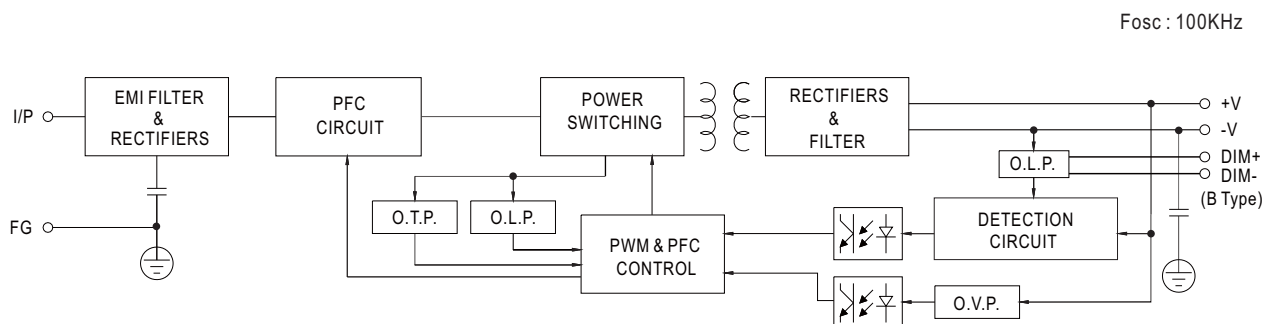 Fosc : 100KHz
I/P
EMI FILTER
&
RECTIFIERS
PFC
CIRCUIT
POWER
SWITCHING
RECTIFIERS
&
FILTER
+V
-V
DIM+
DIM-
(B Type)
O.L.P.
FG
O.T.P.
O.L.P.
PWM & PFC
CONTROL
DETECTION
CIRCUIT
O.V.P.